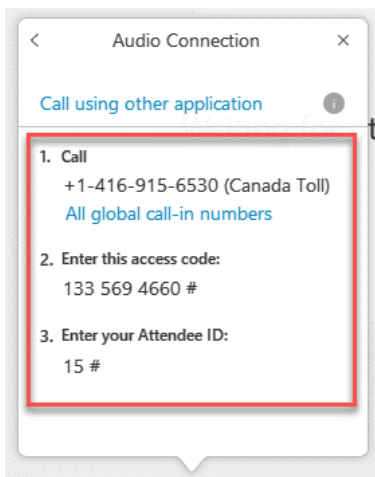 Audio Connection
Call using other application
1. Call
+1-416-915-6530 (Canada Toll)
All global call-in numbers
2. Enter this access code:
133 569 4660 #
3. Enter your Attendee ID:
15 #